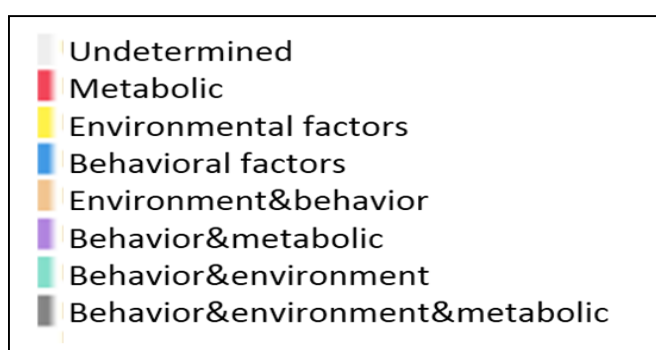 Undetermined
Metabolic
Environmental factors
Behavioral factors
Environment&behavior
Behavior&metabolic
Behavior&environment
Behavior&environment&metabolic